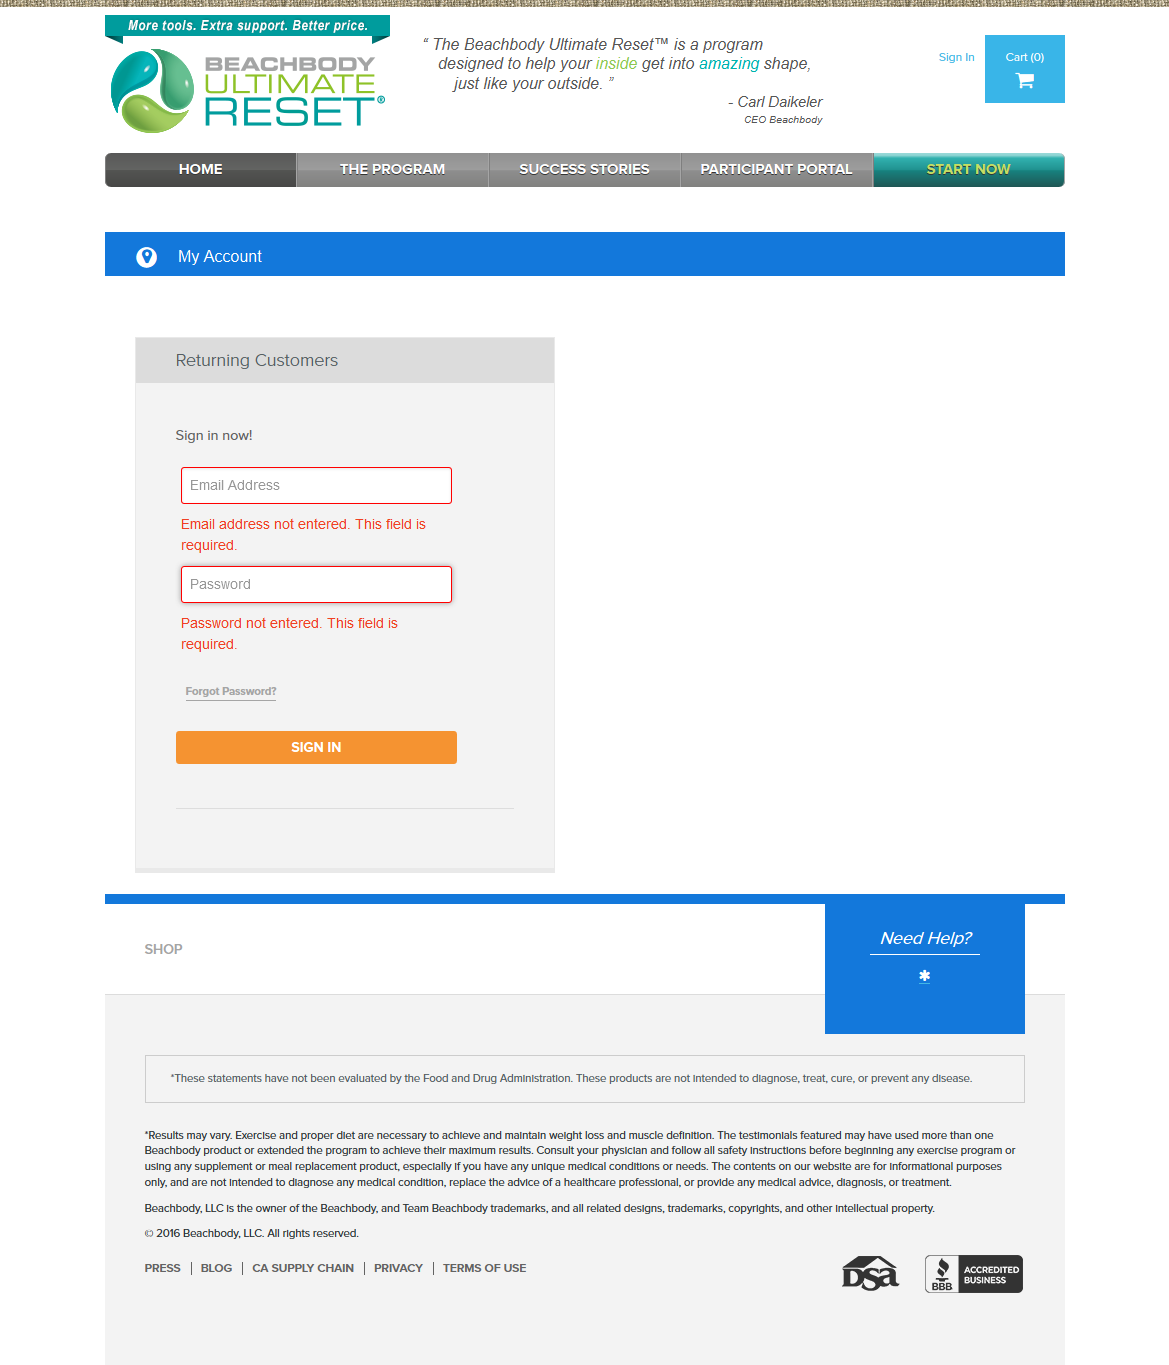 More tools. Extra support. Better price.
BEACHBODY
ULTIMATE
RESET®
“ The Beachbody Ultimate Reset™ is a program
designed to help your inside get into amazing shape,
just like your outside. ”
- Carl Daikeler
CEO Beachbody
Sign In
Cart (0)
HOME
THE PROGRAM
SUCCESS STORIES
PARTICIPANT PORTAL
START NOW
My Account
Returning Customers
Sign in now!
Email Address
Email address not entered. This field is
required.
Password
Password not entered. This field is
required.
Forgot Password?
SIGN IN
SHOP
Need Help?
*
*These statements have not been evaluated by the Food and Drug Administration. These products are not intended to diagnose, treat, cure, or prevent any disease.
*Results may vary. Exercise and proper diet are necessary to achieve and maintain weight loss and muscle definition. The testimonials featured may have used more than one
Beachbody product or extended the program to achieve their maximum results. Consult your physician and follow all safety instructions before beginning any exercise program or
using any supplement or meal replacement product, especially if you have any unique medical conditions or needs. The contents on our website are for informational purposes
only, and are not intended to diagnose any medical condition, replace the advice of a healthcare professional, or provide any medical advice, diagnosis, or treatment.
Beachbody, LLC is the owner of the Beachbody, and Team Beachbody trademarks, and all related designs, trademarks, copyrights, and other intellectual property.
© 2016 Beachbody, LLC. All rights reserved.
PRESS | BLOG | CA SUPPLY CHAIN | PRIVACY | TERMS OF USE
DSA
BBB
ACCREDITED
BUSINESS